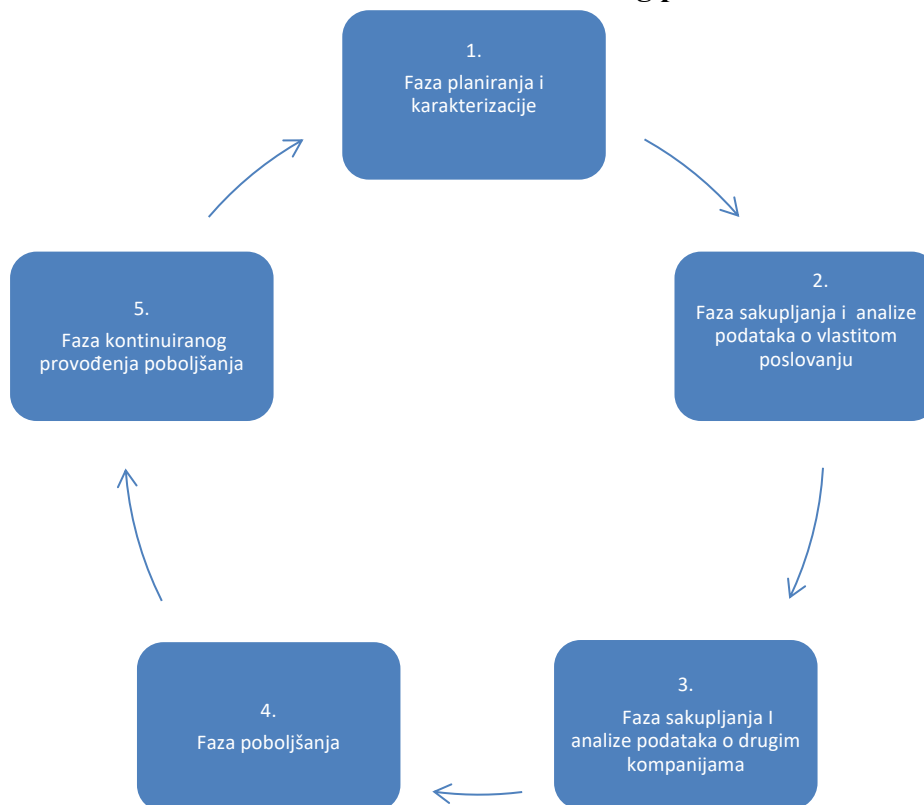 1.
Faza planiranja i
karakterizacije
2.
Faza sakupljanja i analize
podataka o vlastitom
poslovanju
3.
Faza sakupljanja I
analize podataka o drugim
kompanijama
4.
Faza poboljšanja
5.
Faza kontinuiranog
provođenja poboljšanja